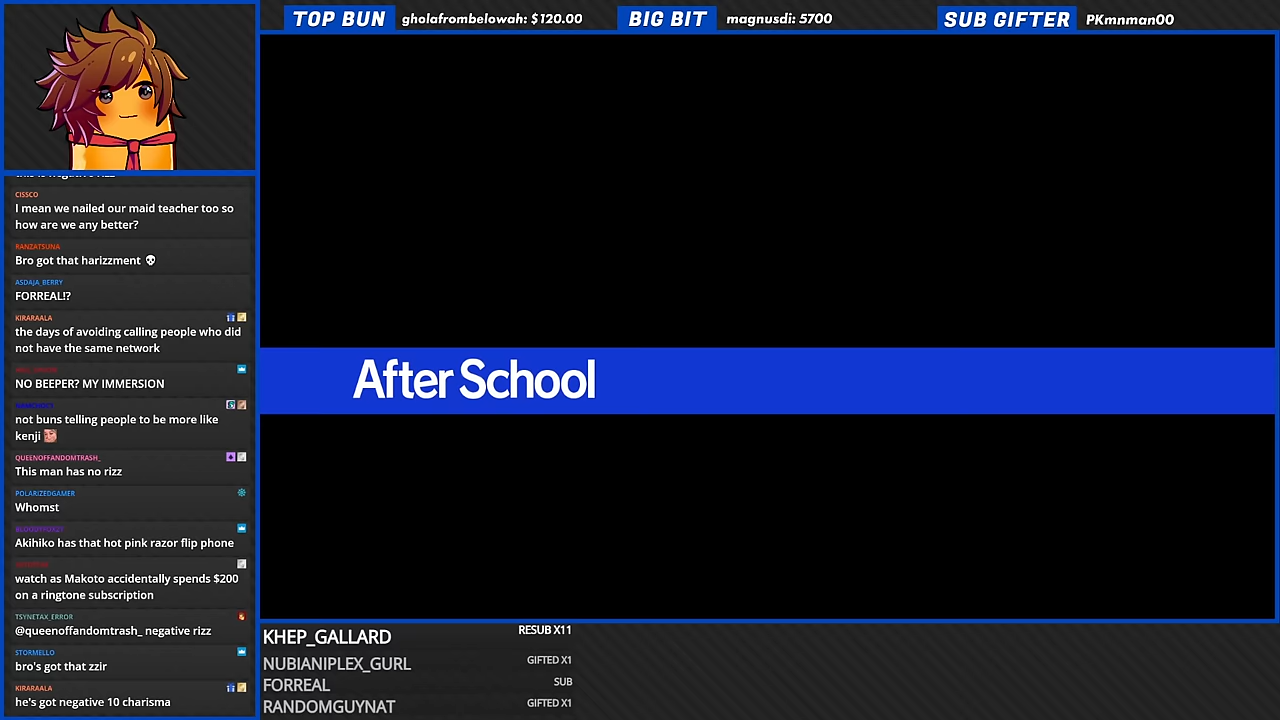 TOP BUN gholafrombelowah: $120.00 BIG BIT magnusdi: 5700 SUB GIFTER PKmnman00
CISSCO
I mean we nailed our maid teacher too so
how are we any better?
RANZATSUNA
Bro got that harizzment 💀
ASDAJA_BERRY
FORREAL!?
KIRARAALA
the days of avoiding calling people who did
not have the same network
NO BEEPER? MY IMMERSION
not buns telling people to be more like
kenji
QUEENOFFANDOMTRASH_
This man has no rizz
POLARIZEDGAMER
Whomst
Akihiko has that hot pink razor flip phone
watch as Makoto accidentally spends $200
on a ringtone subscription
TSYNETAX_ERROR
@queenoffandomtrash_ negative rizz
STORMELLO
bro's got that zzir
KIRARAALA
he's got negative 10 charisma
After School
KHEP_GALLARD RESUB X11
NUBIANIPLEX_GURL GIFTED X1
FORREAL SUB
RANDOMGUYNAT GIFTED X1